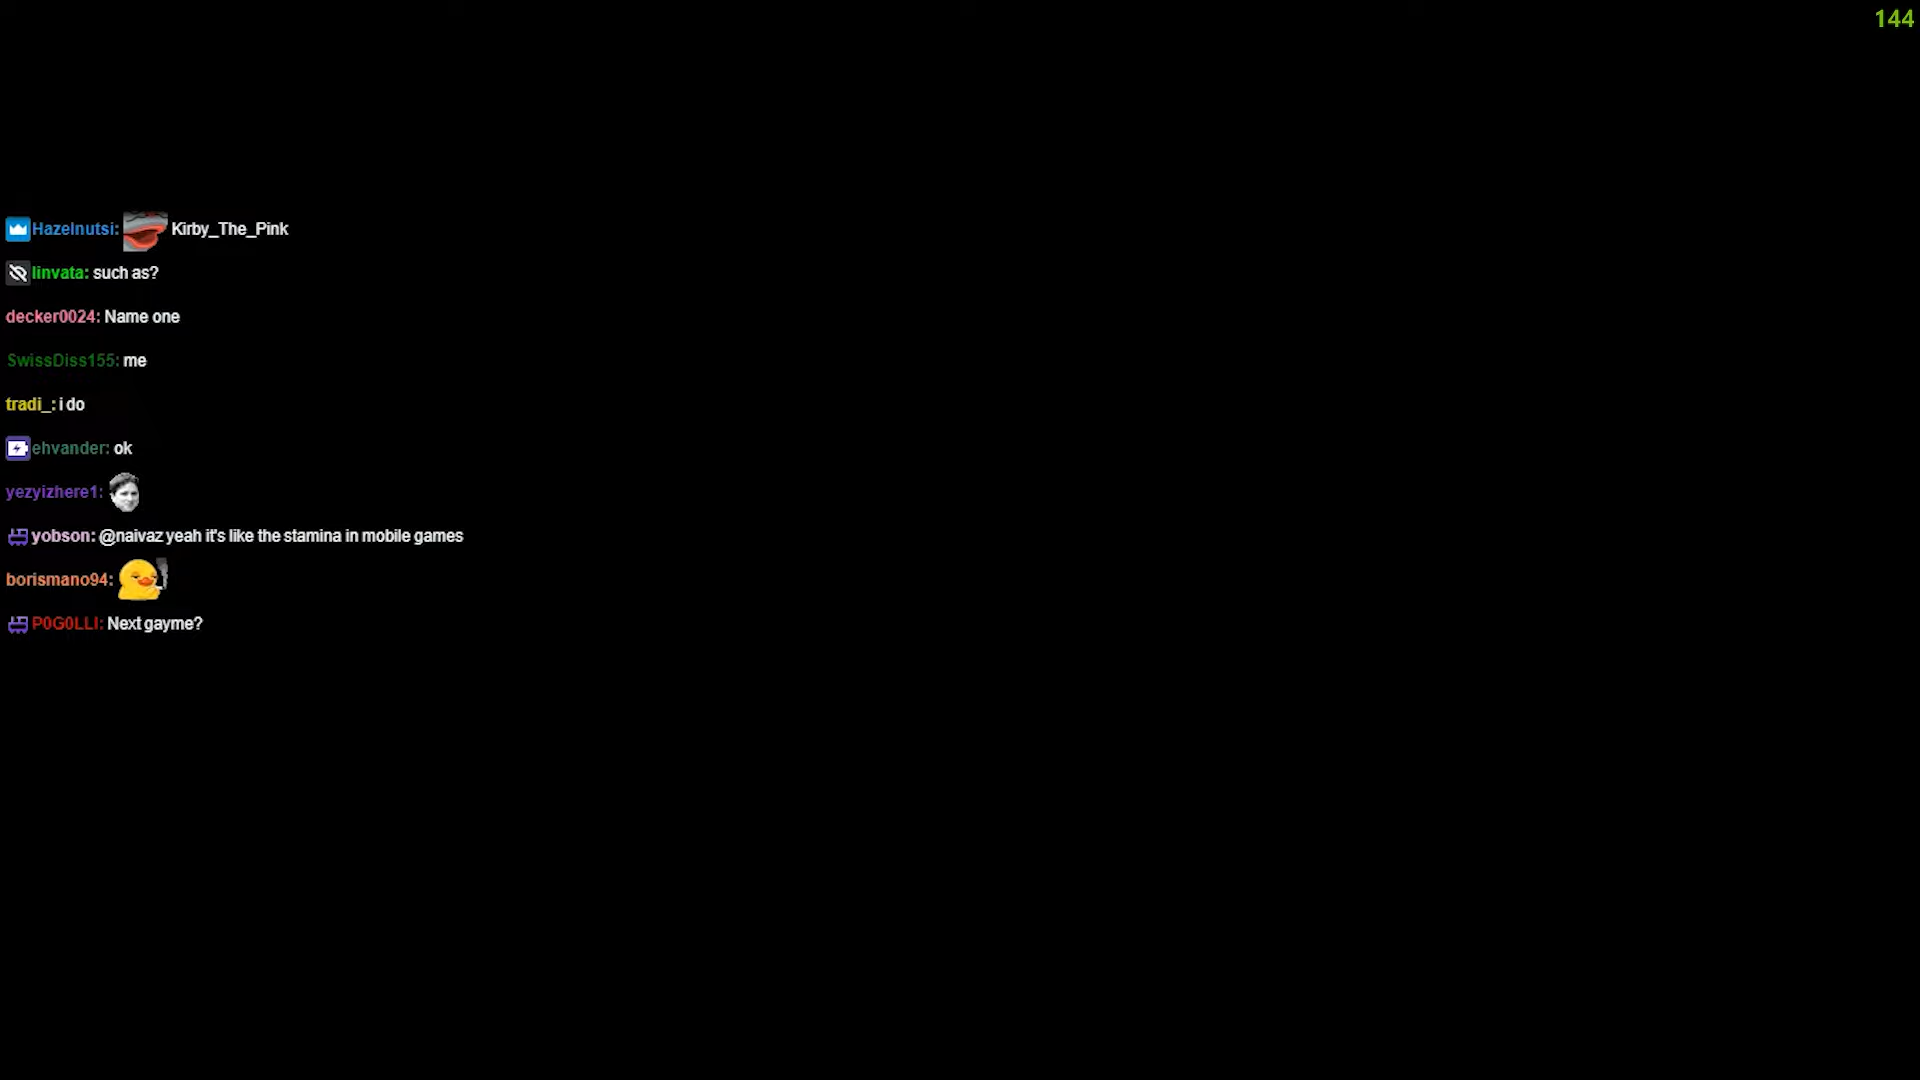 144
Hazelnutsi: Kirby_The_Pink
linvata: such as?
decker0024: Name one
SwissDiss155: me
tradi_: i do
ehvander: ok
yezyizhere1:
yobson: @naivaz yeah it's like the stamina in mobile games
borismano94:
P0G0LLI: Next gayme?